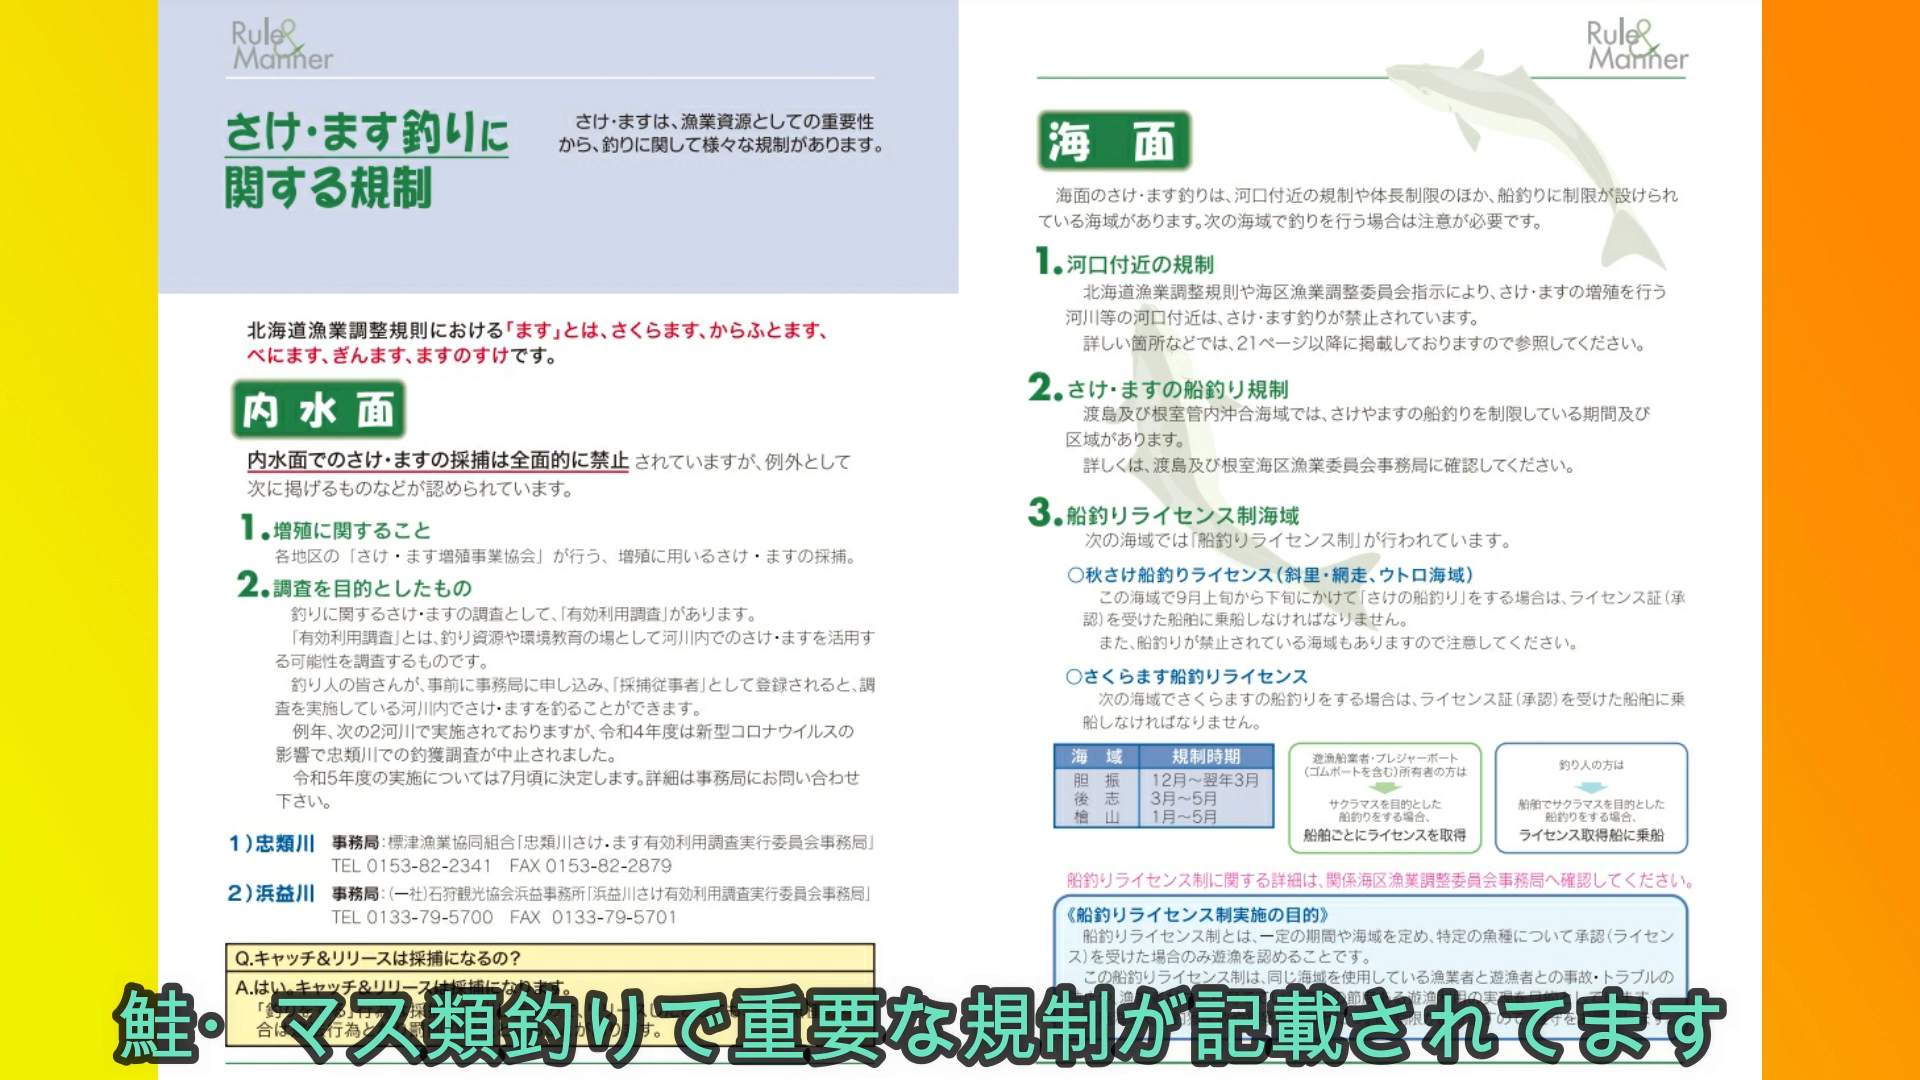 Rule&
Manner
さけ・ます釣りに
関する規制
さけ・ますは、漁業資源としての重要性
から、釣りに関して様々な規制があります。
北海道漁業調整規則における「ます」とは、さくらます、からふとます、
べにます、ぎんます、ますのすけです。
内水面
内水面でのさけ・ますの採捕は全面的に禁止されていますが、例外として
次に掲げるものなどが認められています。
1.増殖に関すること
各地区の「さけ・ます増殖事業協会」が行う、増殖に用いるさけ・ますの採捕。
2.調査を目的としたもの
釣りに関するさけ・ますの調査として、「有効利用調査」があります。
「有効利用調査」とは、釣り資源や環境教育の場として河川内でのさけ・ますを活用す
る可能性を調査するものです。
釣り人の皆さんが、事前に事務局に申し込み、「採捕従事者」として登録されると、調
査を実施している河川内でさけ・ますを釣ることができます。
例年、次の2河川で実施されておりますが、令和4年度は新型コロナウイルスの
影響で忠類川での釣獲調査が中止されました。
令和5年度の実施については7月頃に決定します。詳細は事務局にお問い合わせ
下さい。
1)忠類川 事務局:標津漁業協同組合「忠類川さけ・ます有効利用調査実行委員会事務局」
TEL 0153-82-2341 FAX 0153-82-2879
2)浜益川 事務局:(一社)石狩観光協会浜益事務所「浜益川さけ有効利用調査実行委員会事務局」
TEL 0133-79-5700 FAX 0133-79-5701
Q.キャッチ&リリースは採捕になるの?
A.はい。キャッチ&リリースは採捕になります。
Rule&
Manner
海面
海面のさけ・ます釣りは、河口付近の規制や体長制限のほか、船釣りに制限が設けられ
ている海域があります。次の海域で釣りを行う場合は注意が必要です。
1.河口付近の規制
北海道漁業調整規則や海区漁業調整委員会指示により、さけ・ますの増殖を行う
河川等の河口付近は、さけ・ます釣りが禁止されています。
詳しい箇所などでは、21ページ以降に掲載しておりますので参照してください。
2.さけ・ますの船釣り規制
渡島及び根室管内沖合海域では、さけやますの船釣りを制限している期間及び
区域があります。
詳しくは、渡島及び根室海区漁業委員会事務局に確認してください。
3.船釣りライセンス制海域
次の海域では「船釣りライセンス制」が行われています。
○秋さけ船釣りライセンス(斜里・網走、ウトロ海域)
この海域で9月上旬から下旬にかけて「さけの船釣り」をする場合は、ライセンス証(承
認)を受けた船舶に乗船しなければなりません。
また、船釣りが禁止されている海域もありますので注意してください。
○さくらます船釣りライセンス
次の海域でさくらますの船釣りをする場合は、ライセンス証(承認)を受けた船舶に乗
船しなければなりません。
海域 規制時期
胆振 12月~翌年3月
後志 3月~5月
檜山 1月~5月
遊漁船業者・プレジャーボート
(ゴムボートを含む)所有者の方は
サクラマスを目的とした
船釣りをする場合、
船舶ごとにライセンスを取得
釣り人の方は
船舶でサクラマスを目的とした
船釣りをする場合、
ライセンス取得船に乗船
船釣りライセンス制に関する詳細は、関係海区漁業調整委員会事務局へ確認してください。
《船釣りライセンス制実施の目的》
船釣りライセンス制とは、一定の期間や海域を定め、特定の魚種について承認(ライセン
ス)を受けた場合のみ遊漁を認めることです。
この船釣りライセンス制は、同じ海域を使用している漁業者と遊漁者との事故・トラブルの
鮭・マス類釣りで重要な規制が記載されてます